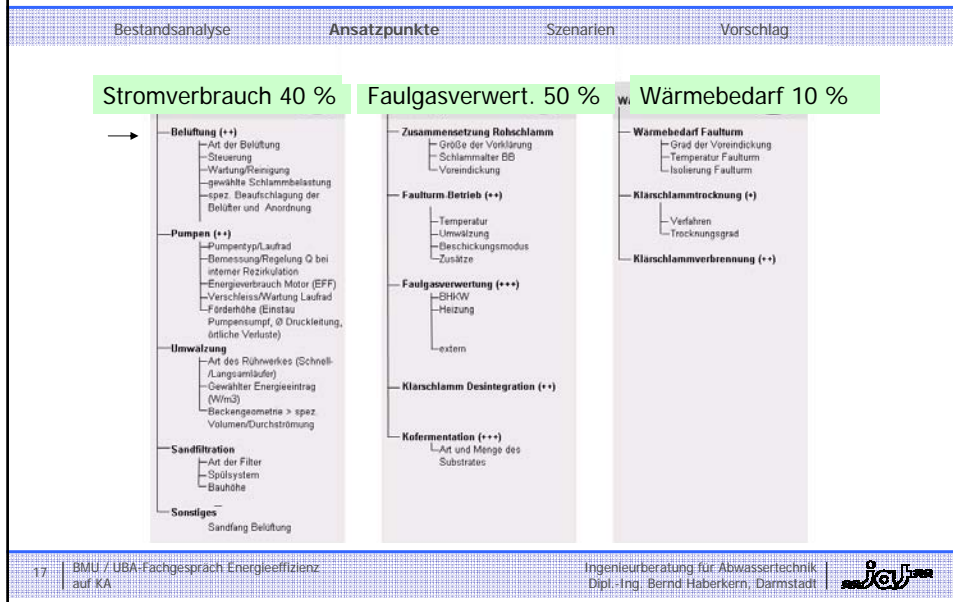 Bestandsanalyse Ansatzpunkte Szenarien Vorschlag
Stromverbrauch 40 %
Belüftung (++)
Art der Belüftung
Steuerung
Wartung/Reinigung
gewählte Schlammbelastung
spez. Beaufschlagung der
Belüfter und Anordnung
Pumpen (++)
Pumpentyp/Laufrad
Bemessung/Regelung Q bei
interner Rezirkulation
Energieverbrauch Motor (EFF)
Verschleiss/Wartung Laufrad
Förderhöhe (Einstau
Pumpensumpf, Ø Druckleitung,
örtliche Verluste)
Umwälzung
Art des Rührwerkes (Schnell-
/Langsamläufer)
Gewählter Energieeintrag
(W/m3)
Beckengeometrie > spez.
Volumen/Durchströmung
Sandfiltration
Art der Filter
Spülsystem
Bauhöhe
Sonstiges
Sandfang Belüftung
Faulgasverwert. 50 %
Zusammensetzung Rohschlamm
Größe der Vorklärung
Schlammalter BB
Voreindickung
Faulturm-Betrieb (++)
Temperatur
Umwälzung
Beschickungsmodus
Zusätze
Faulgasverwertung (+++)
BHKW
Heizung
extern
Klärschlamm Desintegration (++)
Kofermentation (+++)
Art und Menge des
Substrates
Wärmebedarf 10 %
Wärmebedarf Faulturm
Grad der Voreindickung
Temperatur Faulturm
Isolierung Faulturm
Klärschlammtrocknung (+)
Verfahren
Trocknungsgrad
Klärschlammverbrennung (++)
17 BMU / UBA-Fachgespräch Energieeffizienz
auf KA
Ingenieurberatung für Abwassertechnik
Dipl.-Ing. Bernd Haberkern, Darmstadt